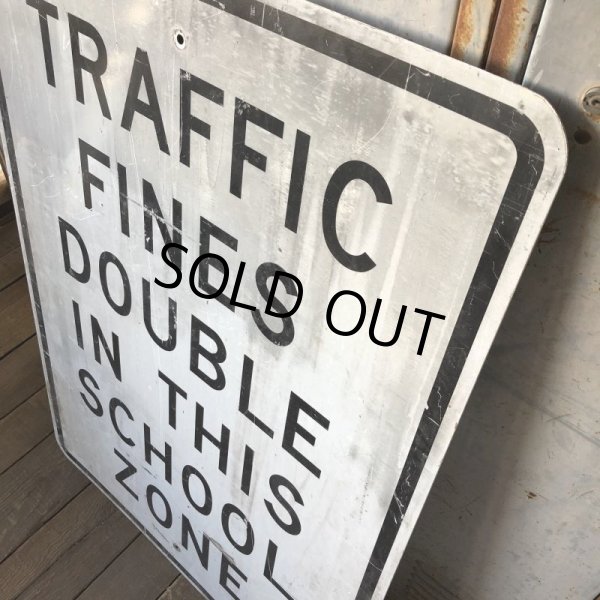 TRAFFIC
FINES
DOUBLE
IN THIS
SCHOOL
ZONE
SOLD OUT